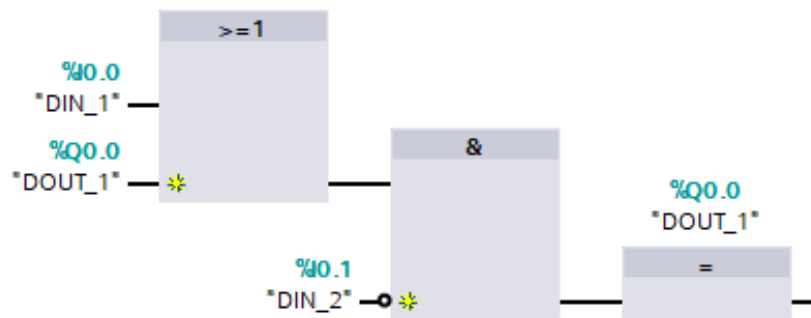 >=1
%I0.0
"DIN_1"
%Q0.0
"DOUT_1"
&
%Q0.0
"DOUT_1"
=
%I0.1
"DIN_2"